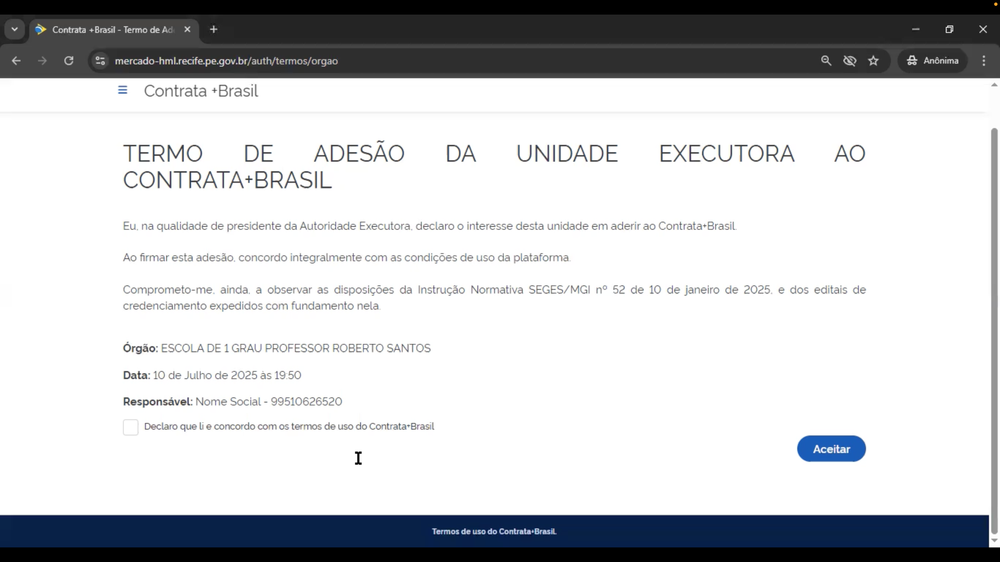 Contrata +Brasil - Termo de Ad
mercado-hml.recife.pe.gov.br/auth/termos/orgao
Anônima
Contrata +Brasil
TERMO DE ADESÃO DA UNIDADE EXECUTORA AO
CONTRATA+BRASIL
Eu, na qualidade de presidente da Autoridade Executora, declaro o interesse desta unidade em aderir ao Contrata+Brasil.
Ao firmar esta adesão, concordo integralmente com as condições de uso da plataforma.
Comprometo-me, ainda, a observar as disposições da Instrução Normativa SEGES/MGI nº 52 de 10 de janeiro de 2025, e dos editais de
credenciamento expedidos com fundamento nela.
Órgão: ESCOLA DE 1 GRAU PROFESSOR ROBERTO SANTOS
Data: 10 de Julho de 2025 às 19:50
Responsável: Nome Social - 99510626520
Declaro que li e concordo com os termos de uso do Contrata+Brasil
Aceitar
Termos de uso do Contrata+Brasil.